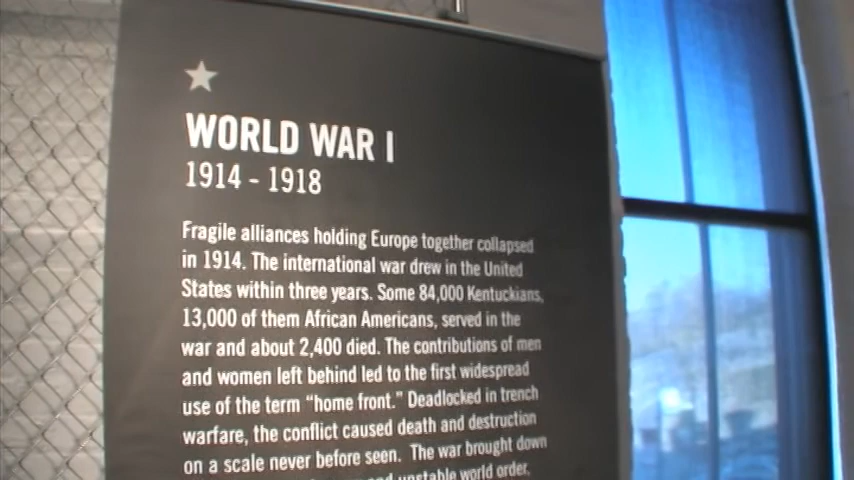 WORLD WAR I
1914 - 1918
Fragile alliances holding Europe together collapsed
in 1914. The international war drew in the United
States within three years. Some 84,000 Kentuckians,
13,000 of them African Americans, served in the
war and about 2,400 died. The contributions of men
and women left behind led to the first widespread
use of the term “home front.” Deadlocked in trench
warfare, the conflict caused death and destruction
on a scale never before seen. The war brought down
and unstable world order.